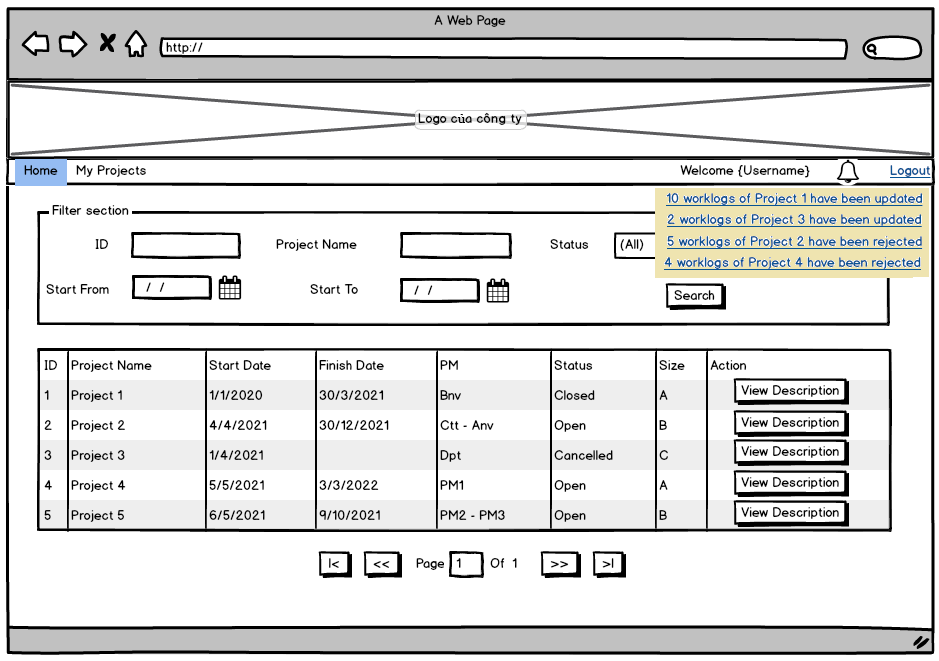 A Web Page
http://
Logo của công ty
Home My Projects Welcome {Username} Logout
10 worklogs of Project 1 have been updated
2 worklogs of Project 3 have been updated
5 worklogs of Project 2 have been rejected
4 worklogs of Project 4 have been rejected
Filter section
ID Project Name Status (All)
Start From / / Start To / / Search
ID Project Name Start Date Finish Date PM Status Size Action
1 Project 1 1/1/2020 30/3/2021 Bnv Closed A View Description
2 Project 2 4/4/2021 30/12/2021 Ctt - Anv Open B View Description
3 Project 3 1/4/2021 Dpt Cancelled C View Description
4 Project 4 5/5/2021 3/3/2022 PM1 Open A View Description
5 Project 5 6/5/2021 9/10/2021 PM2 - PM3 Open B View Description
|< << Page 1 Of 1 >> >|